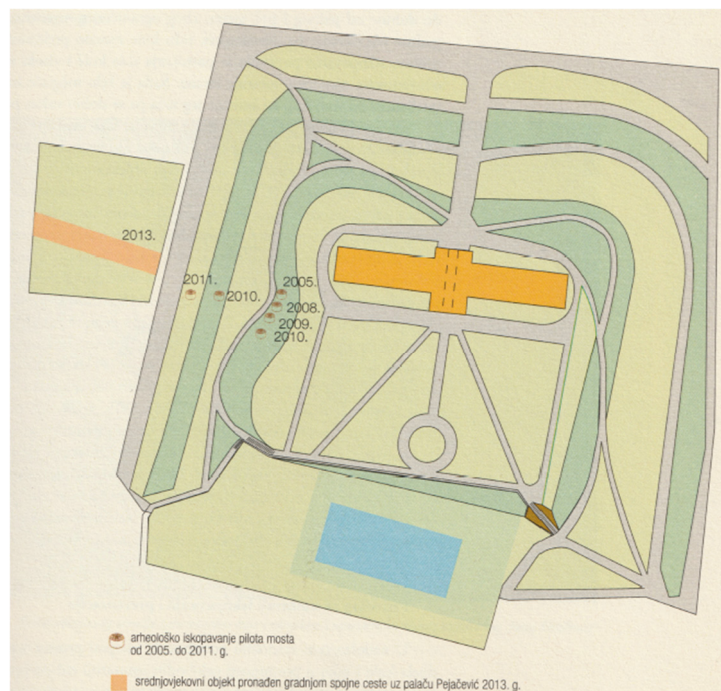 2013.
2011.
2010.
2005.
2008.
2009.
2010.
arheološko iskopavanje pilota mosta
od 2005. do 2011. g.
srednjovjekovni objekt pronađen gradnjom spojne ceste uz palaču Pejačević 2013. g.